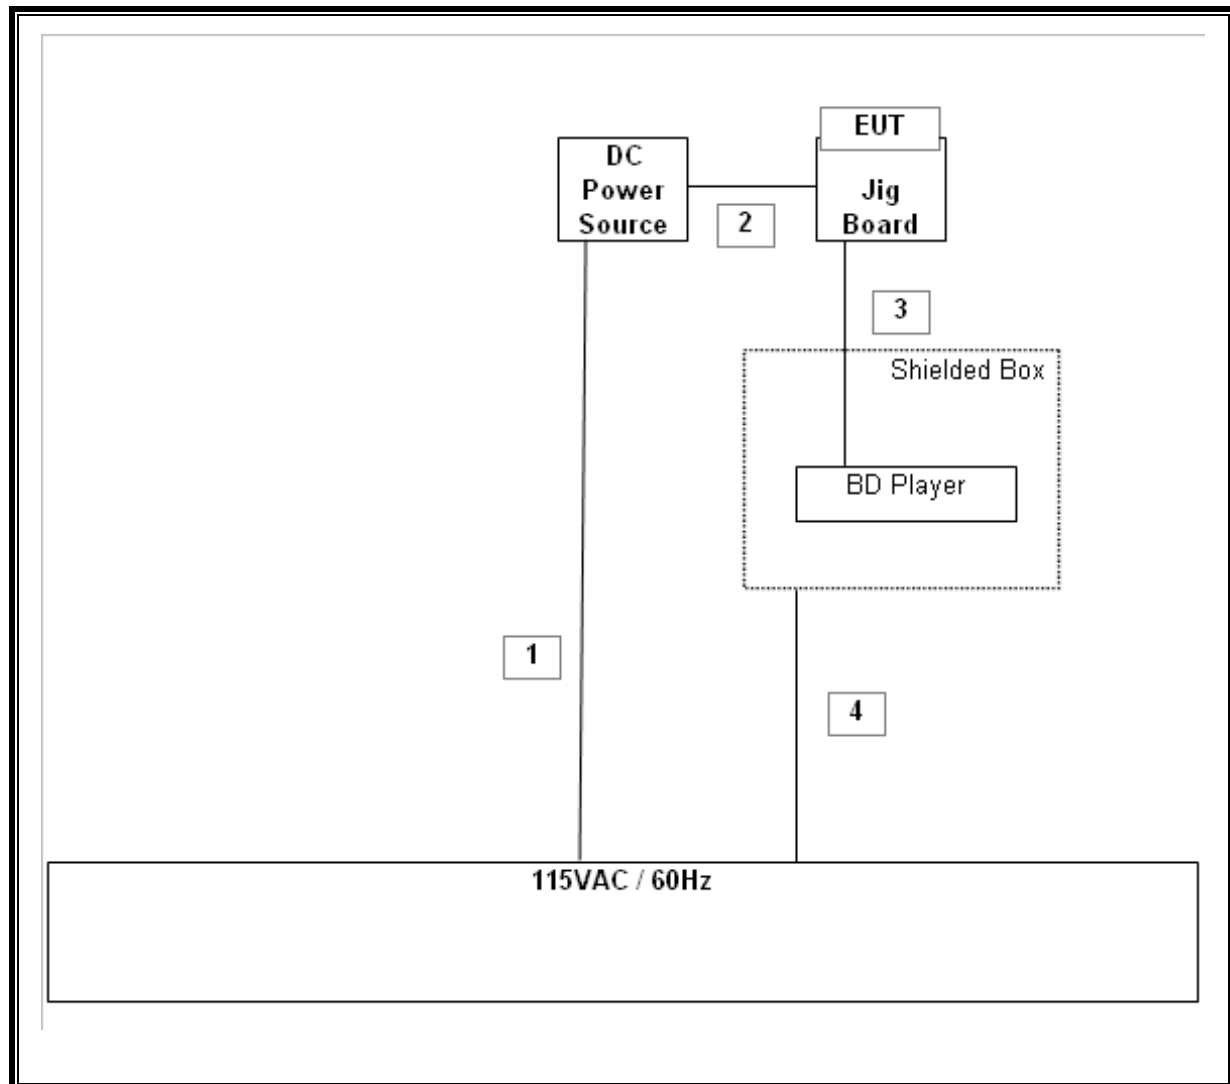 EUT
DC
Power
Source
Jig
Board
2
3
Shielded Box
BD Player
1
4
115VAC / 60Hz